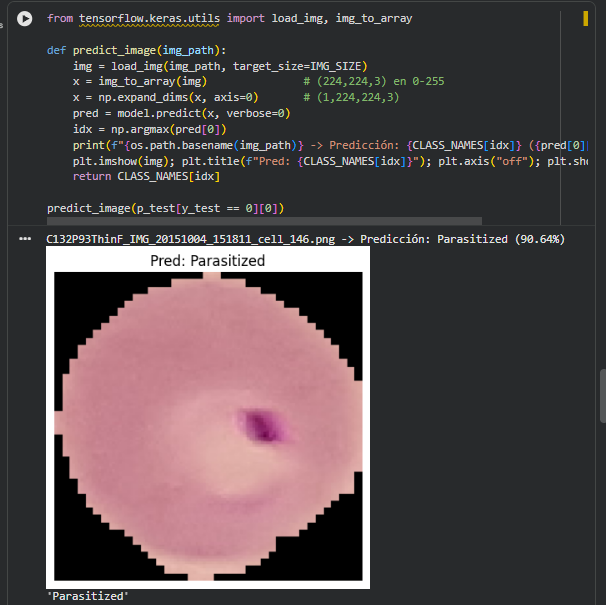 from tensorflow.keras.utils import load_img, img_to_array
def predict_image(img_path):
img = load_img(img_path, target_size=IMG_SIZE)
x = img_to_array(img) # (224,224,3) en 0-255
x = np.expand_dims(x, axis=0) # (1,224,224,3)
pred = model.predict(x, verbose=0)
idx = np.argmax(pred[0])
print(f"{os.path.basename(img_path)} -> Predicción: {CLASS_NAMES[idx]} ({pred[0]
plt.imshow(img); plt.title(f"Pred: {CLASS_NAMES[idx]}"); plt.axis("off"); plt.sho
return CLASS_NAMES[idx]
predict_image(p_test[y_test == 0][0])
C132P93ThinF_IMG_20151004_151811_cell_146.png -> Predicción: Parasitized (90.64%)
Pred: Parasitized
'Parasitized'